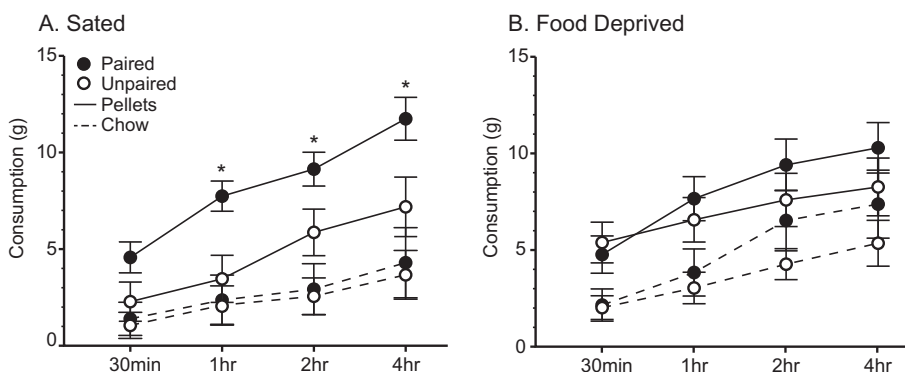 A. Sated
15
10
5
0
Consumption (g)
Paired
Unpaired
Pellets
Chow
*
*
*
30min 1hr 2hr 4hr
B. Food Deprived
15
10
5
0
Consumption (g)
30min 1hr 2hr 4hr